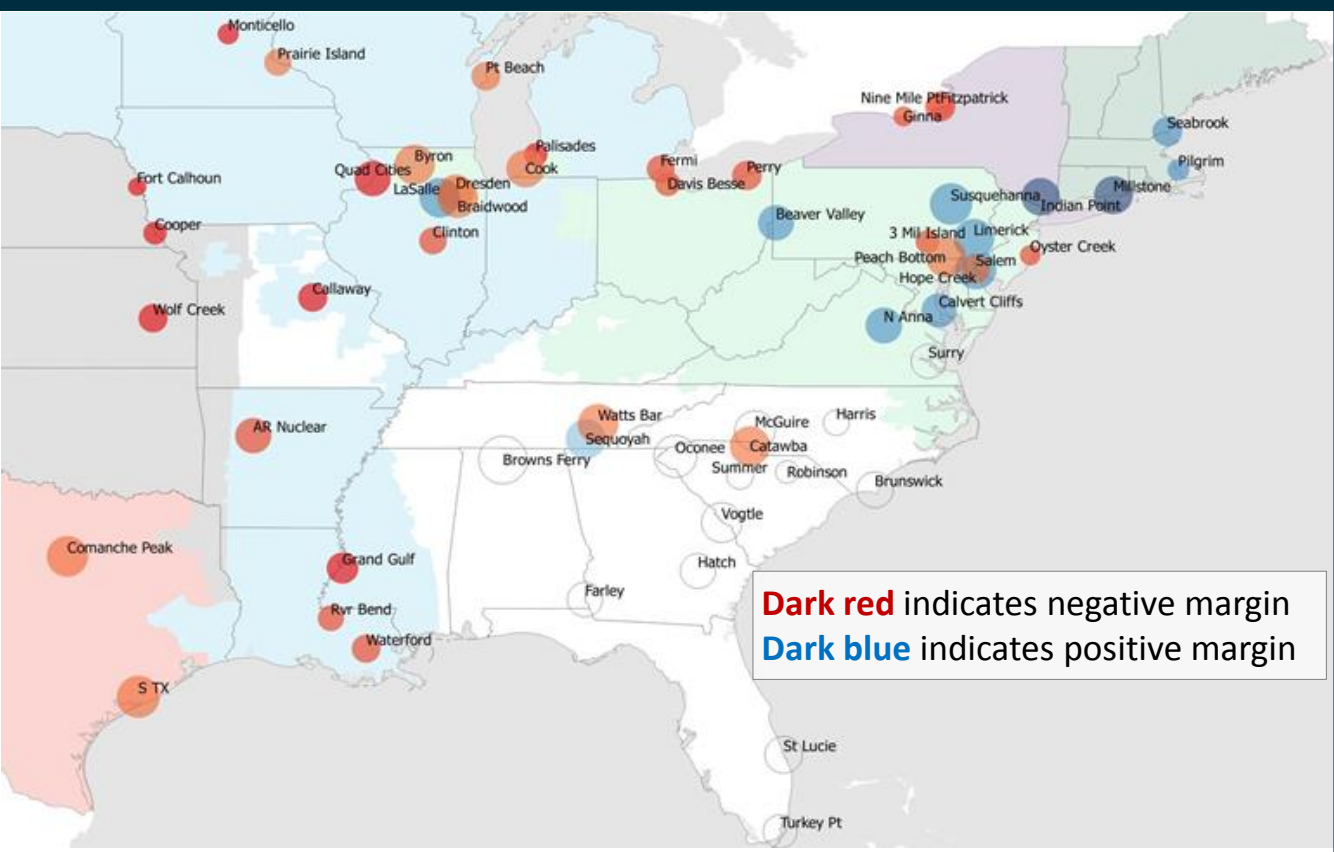 Monticello
Prairie Island
Pt Beach
Nine Mile PtFitzpatrick
Ginna
Seabrook
Pilgrim
Palisades
Byron
Quad Cities
Cook
Fermi
Perry
Fort Calhoun
LaSalle
Dresden
Davis Besse
Millstone
Susquehanna
Indian Point
Braidwood
Beaver Valley
Cooper
Clinton
3 Mil Island
Limerick
Oyster Creek
Peach Bottom
Salem
Hope Creek
Callaway
Calvert Cliffs
Wolf Creek
N Anna
Surry
AR Nuclear
Watts Bar
McGuire
Harris
Sequoyah
Oconee
Catawba
Browns Ferry
Summer
Robinson
Brunswick
Vogtle
Comanche Peak
Grand Gulf
Hatch
Farley
Rvr Bend
Waterford
Dark red indicates negative margin
Dark blue indicates positive margin
S TX
St Lucie
Turkey Pt